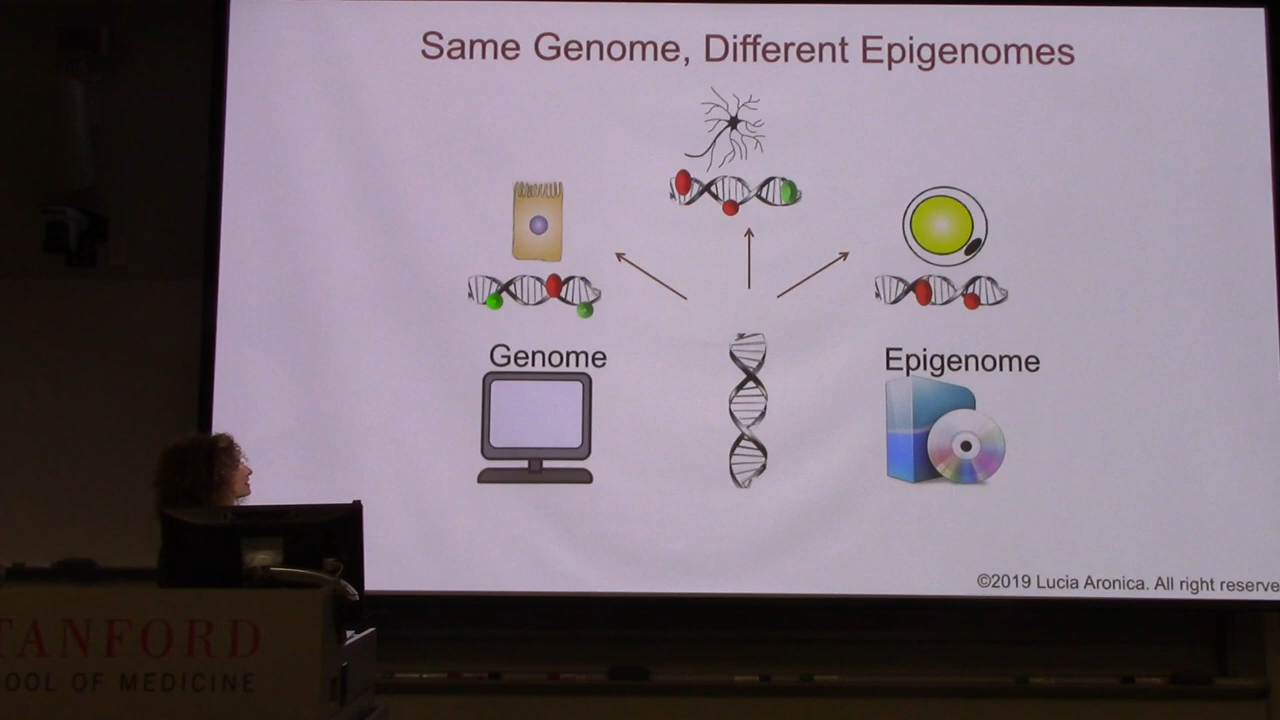 Same Genome, Different Epigenomes
Genome
Epigenome
©2019 Lucia Aronica. All right reserve
TANFORD
OOL OF MEDICINE